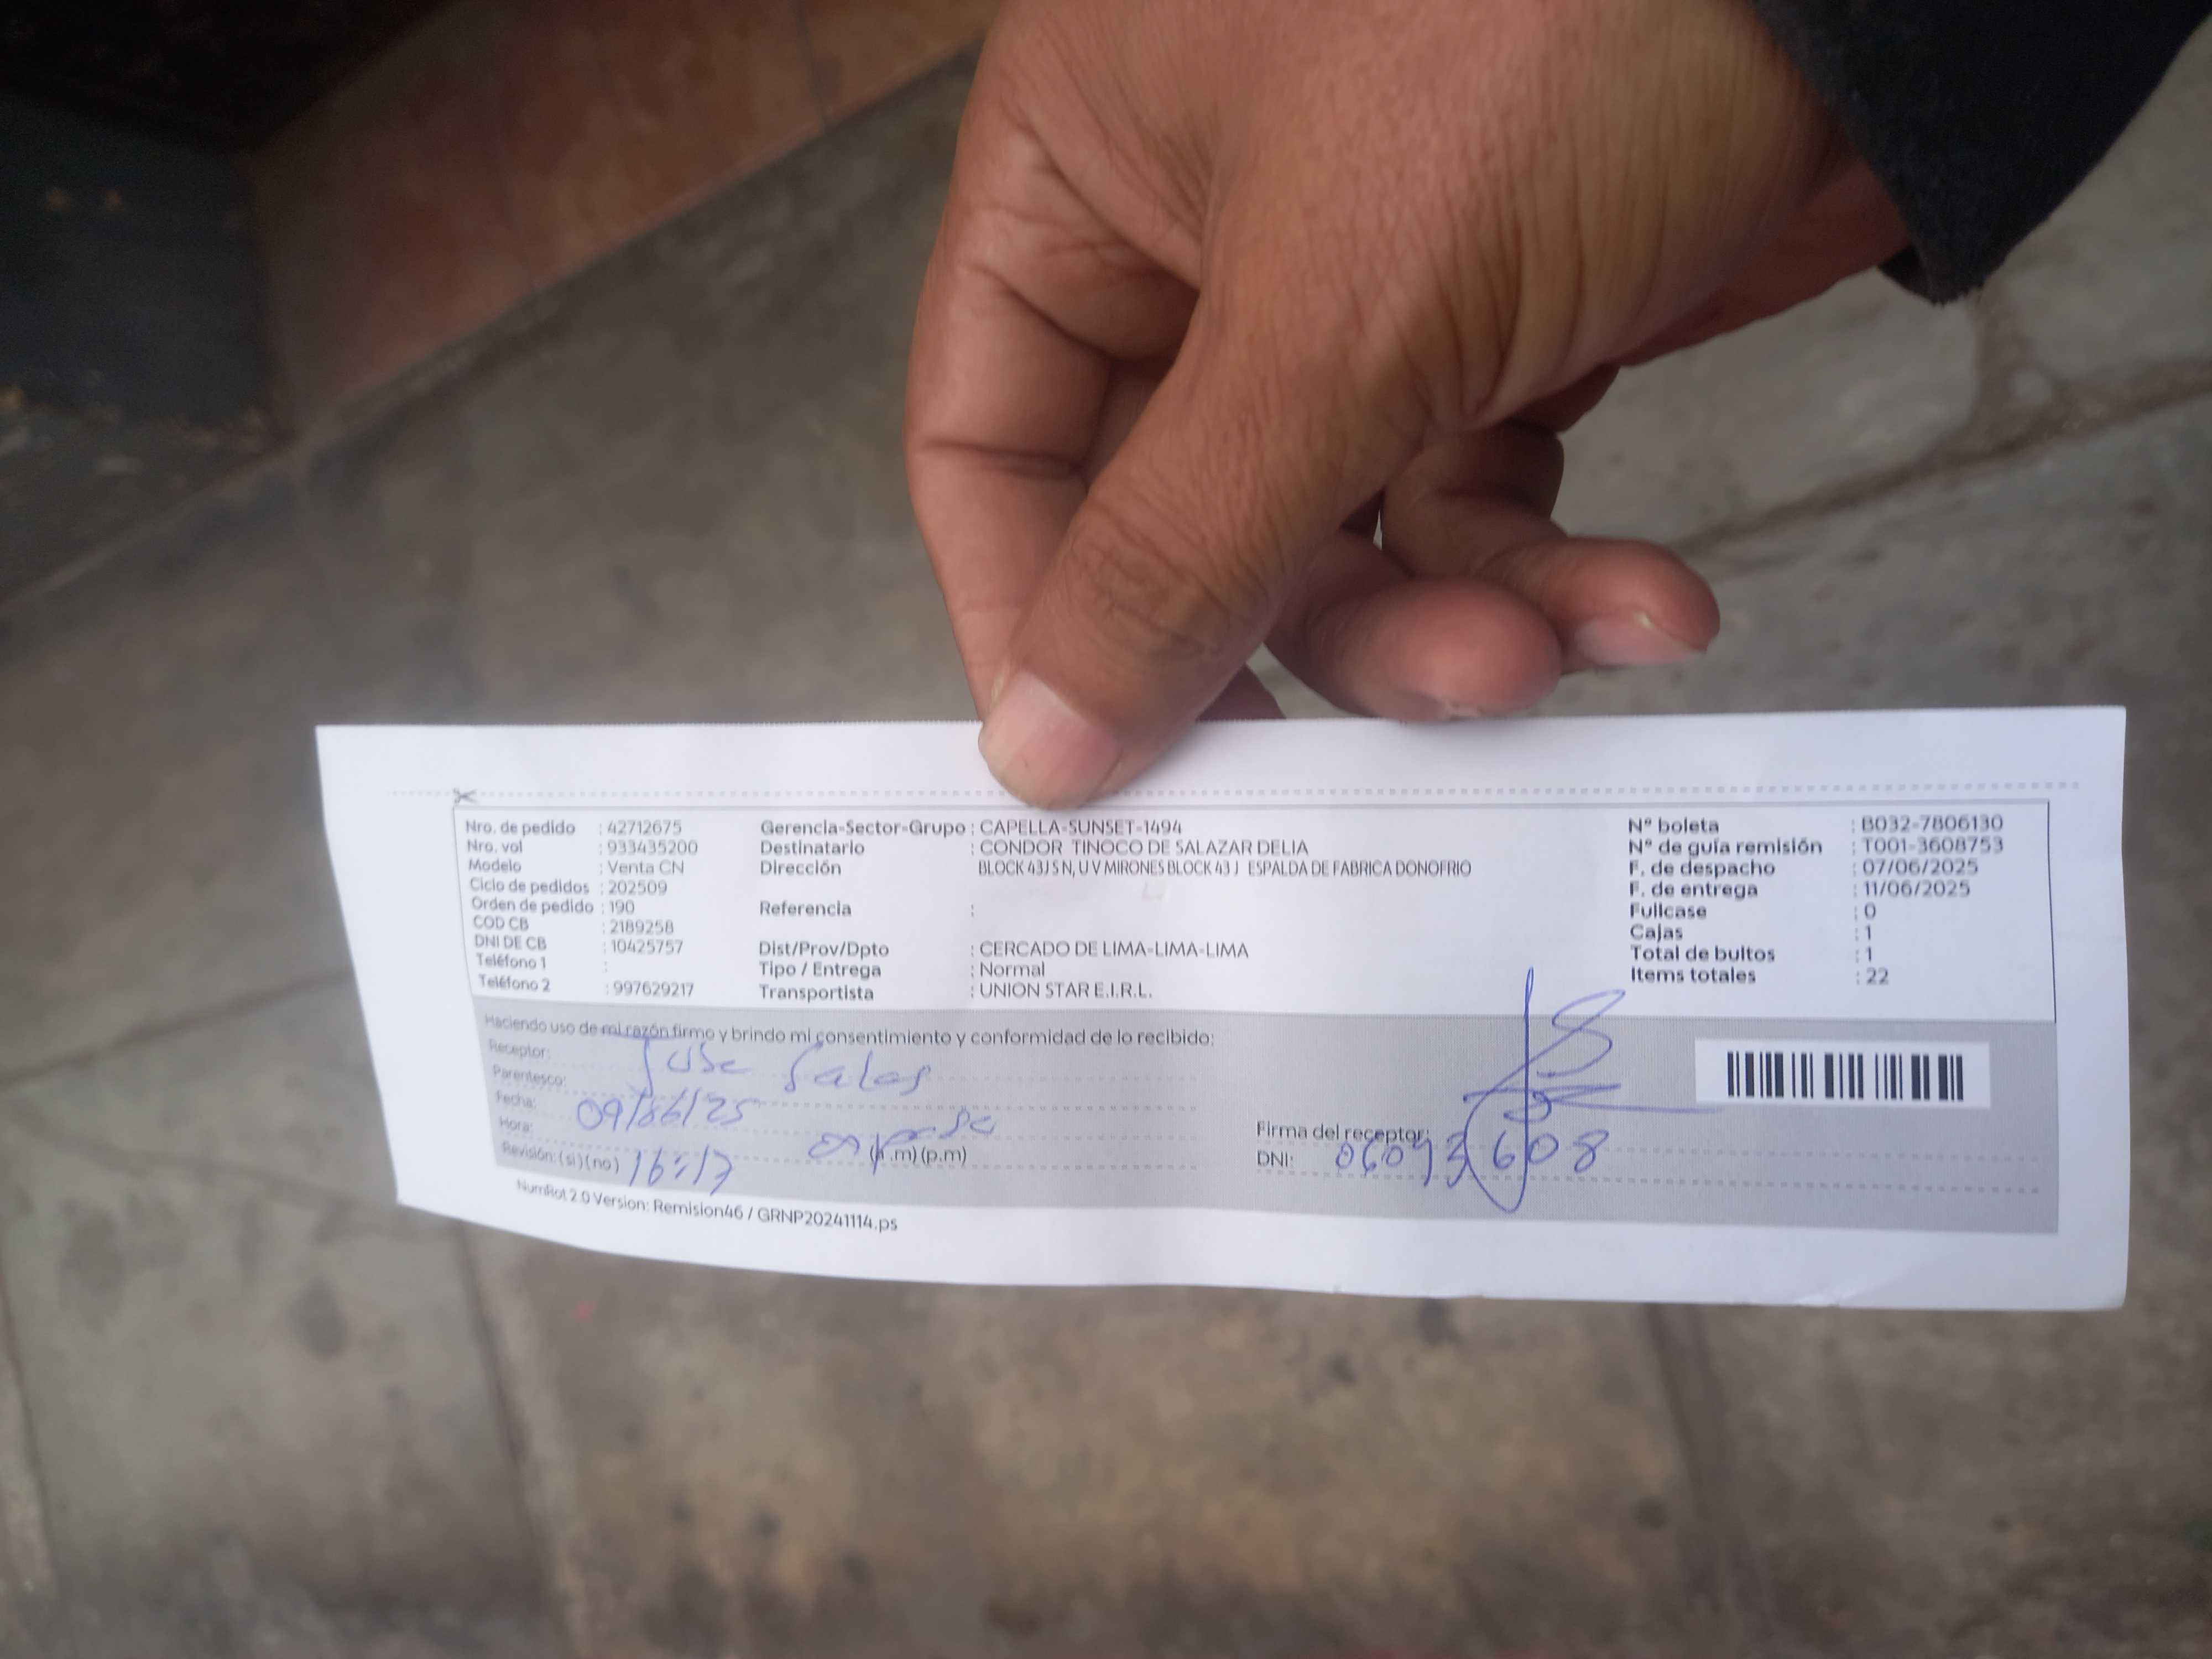 Nro. de pedido : 42712675
Nro. vol : 933435200
Modelo : Venta CN
Ciclo de pedidos : 202509
Orden de pedido : 190
COD CB : 2189258
DNI DE CB : 10425757
Teléfono 1 :
Teléfono 2 : 997629217
Gerencia-Sector-Grupo : CAPELLA-SUNSET-1494
Destinatario : CONDOR TINOCO DE SALAZAR DELIA
Dirección BLOCK 43J S N, U V MIRONES BLOCK 43 J ESPALDA DE FABRICA DONOFRIO
Referencia :
Dist/Prov/Dpto : CERCADO DE LIMA-LIMA-LIMA
Tipo / Entrega : Normal
Transportista : UNION STAR E.I.R.L.
Nº boleta : B032-7806130
Nº de guía remisión : T001-3608753
F. de despacho : 07/06/2025
F. de entrega : 11/06/2025
Fullcase : 0
Cajas : 1
Total de bultos : 1
Items totales : 22
Haciendo uso de mi razón firmo y brindo mi consentimiento y conformidad de lo recibido:
Receptor: Jose Salas
Parentesco:
Fecha: 09/06/25
Hora: 16:17
(a.m) (p.m)
Revisión: (si) (no)
Firma del receptor:
DNI: 06093608
NumRot 2.0 Version: Remision46 / GRNP20241114.ps